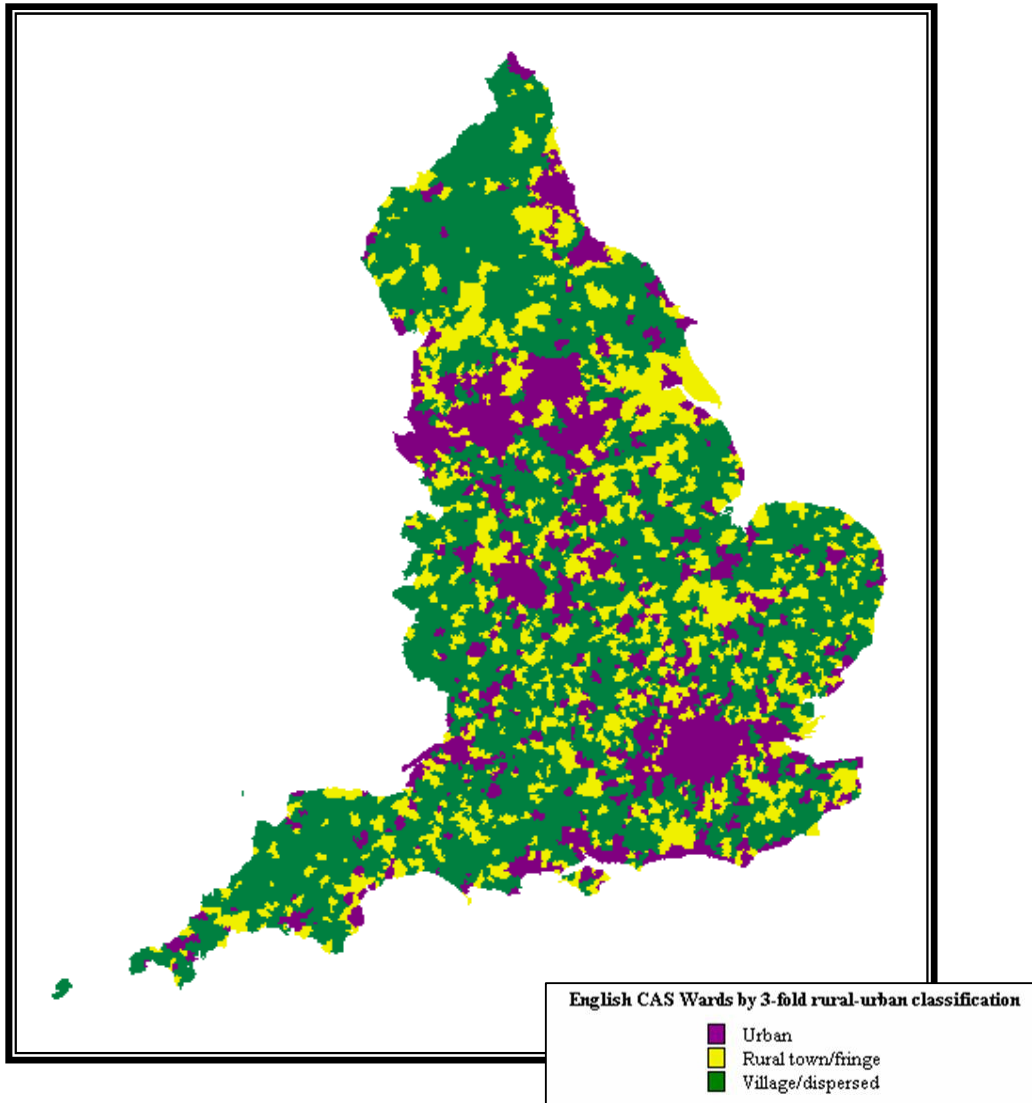 English CAS Wards by 3-fold rural-urban classification
Urban
Rural town/fringe
Village/dispersed